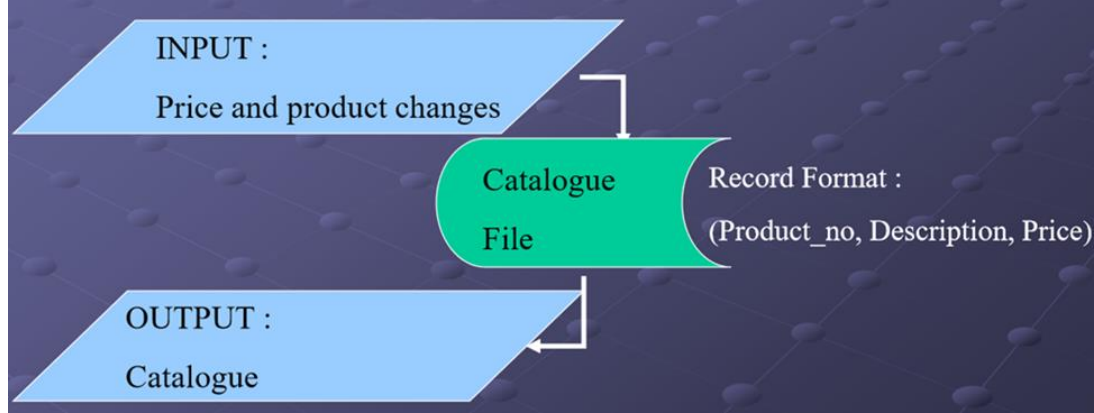 INPUT :
Price and product changes
Catalogue
File
Record Format :
(Product_no, Description, Price)
OUTPUT :
Catalogue